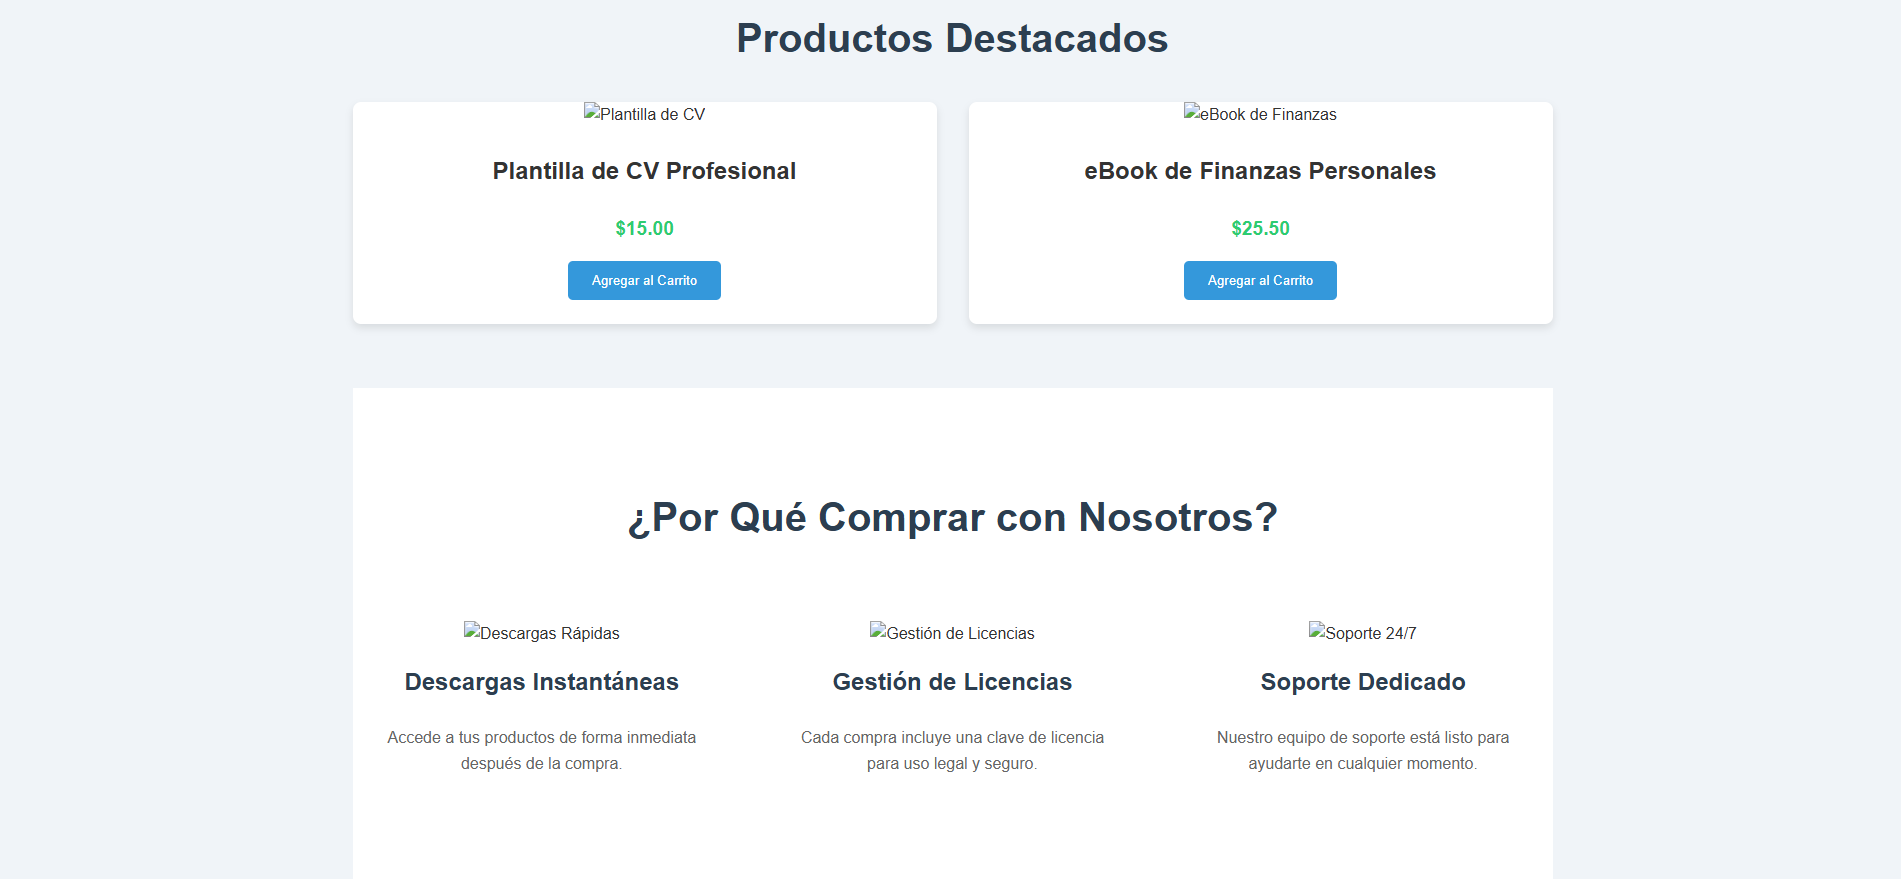 Productos Destacados
Plantilla de CV
Plantilla de CV Profesional
$15.00
Agregar al Carrito
eBook de Finanzas
eBook de Finanzas Personales
$25.50
Agregar al Carrito
¿Por Qué Comprar con Nosotros?
Descargas Rápidas
Descargas Instantáneas
Accede a tus productos de forma inmediata
después de la compra.
Gestión de Licencias
Gestión de Licencias
Cada compra incluye una clave de licencia
para uso legal y seguro.
Soporte 24/7
Soporte Dedicado
Nuestro equipo de soporte está listo para
ayudarte en cualquier momento.